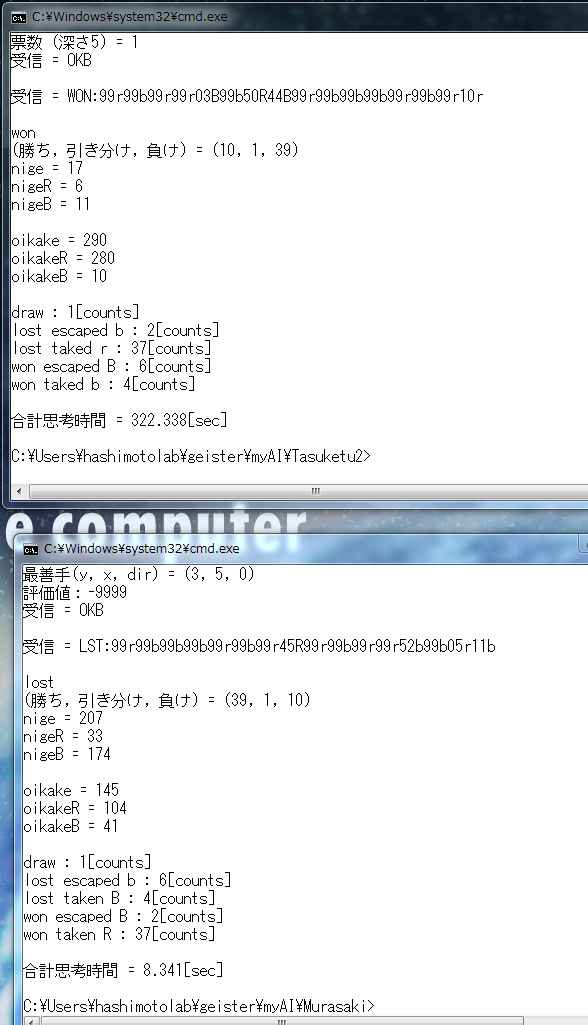 C:¥Windows¥system32¥cmd.exe
票数 (深さ5) = 1
受信 = OKB
受信 = WON:99r99b99r99r03B99b50R44B99r99b99b99b99r99b99r10r
won
(勝ち, 引き分け, 負け) = (10, 1, 39)
nige = 17
nigeR = 6
nigeB = 11
oikake = 290
oikakeR = 280
oikakeB = 10
draw : 1[counts]
lost escaped b : 2[counts]
lost taked r : 37[counts]
won escaped B : 6[counts]
won taked b : 4[counts]
合計思考時間 = 322.338[sec]
C:¥Users¥hashimotolab¥geister¥myAI¥Tasuketu2>
e computer
C:¥Windows¥system32¥cmd.exe
最善手(y, x, dir) = (3, 5, 0)
評価値：-9999
受信 = OKB
受信 = LST:99r99b99b99b99r99b99r45R99r99b99r99r52b99b05r11b
lost
(勝ち, 引き分け, 負け) = (39, 1, 10)
nige = 207
nigeR = 33
nigeB = 174
oikake = 145
oikakeR = 104
oikakeB = 41
draw : 1[counts]
lost escaped b : 6[counts]
lost taken B : 4[counts]
won escaped B : 2[counts]
won taken R : 37[counts]
合計思考時間 = 8.341[sec]
C:¥Users¥hashimotolab¥geister¥myAI¥Murasaki>